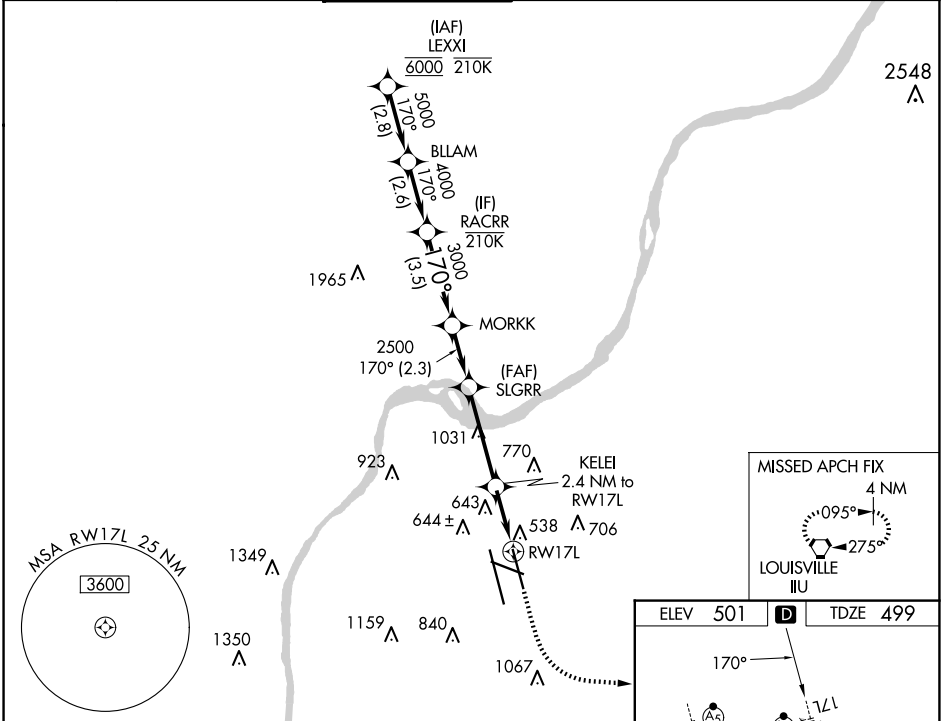 (IAF)
LEXXI
6000 210K
2548
5000
170°
(2.8)
BLLAM
4000
170°
(2.6)
(IF)
RACRR
210K
3000
170°
(3.5)
1965
MORKK
2500
170° (2.3)
(FAF)
SLGRR
1031
770
923
KELEI
2.4 NM to
RW17L
643
644 ±
538
706
RW17L
MISSED APCH FIX
4 NM
095°
275°
LOUISVILLE
IIU
MSA RW17L 25 NM
3600
1349
1350
1159
840
1067
ELEV 501 D TDZE 499
170°
17L
A5